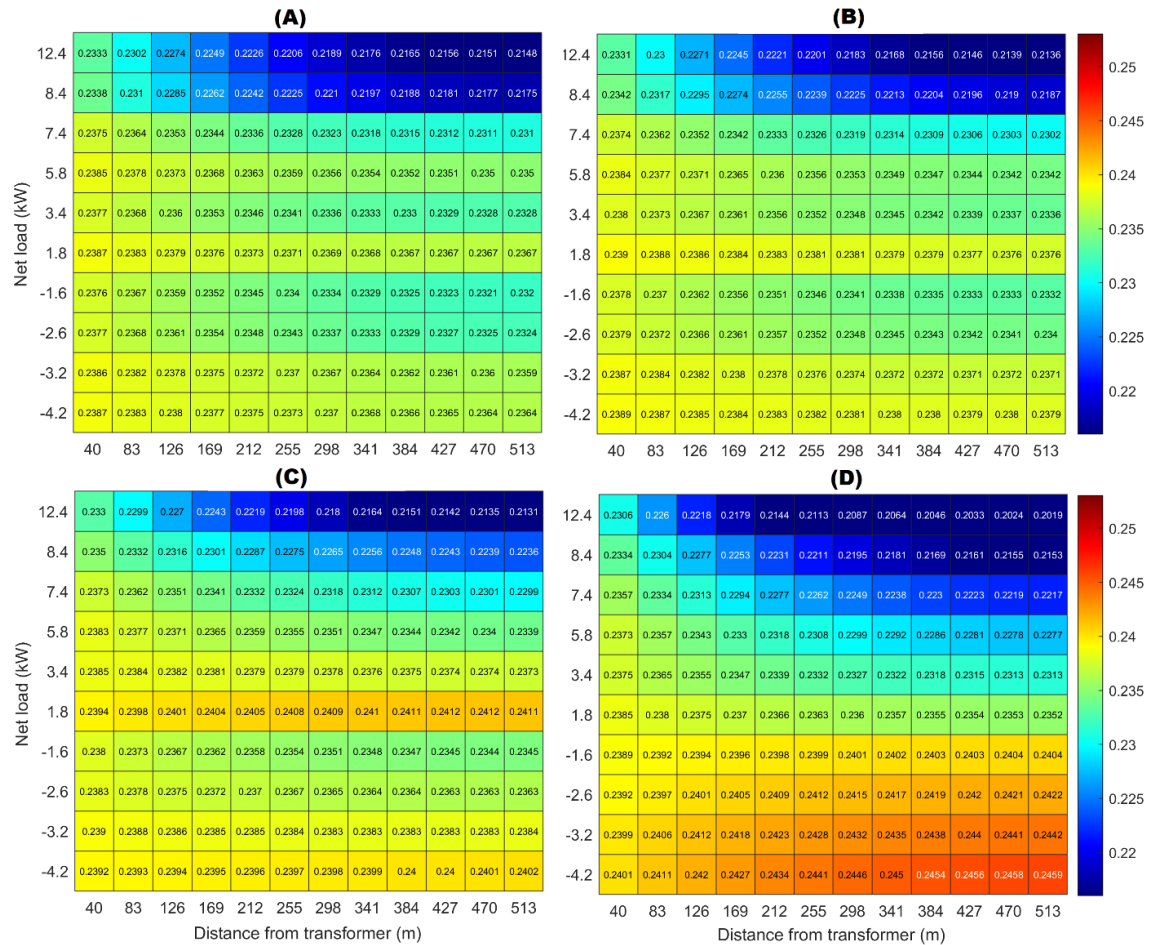 (A)
12.4 0.2333 0.2302 0.2274 0.2249 0.2226 0.2206 0.2189 0.2176 0.2165 0.2156 0.2151 0.2148
8.4 0.2338 0.231 0.2285 0.2262 0.2242 0.2225 0.221 0.2197 0.2188 0.2181 0.2177 0.2175
7.4 0.2375 0.2364 0.2353 0.2344 0.2336 0.2328 0.2323 0.2318 0.2315 0.2312 0.2311 0.231
5.8 0.2385 0.2378 0.2373 0.2368 0.2363 0.2359 0.2356 0.2354 0.2352 0.2351 0.235 0.235
3.4 0.2377 0.2368 0.236 0.2353 0.2346 0.2341 0.2336 0.2333 0.233 0.2329 0.2328 0.2328
1.8 0.2387 0.2383 0.2379 0.2376 0.2373 0.2371 0.2369 0.2368 0.2367 0.2367 0.2367 0.2367
-1.6 0.2376 0.2367 0.2359 0.2352 0.2345 0.234 0.2334 0.2329 0.2325 0.2323 0.2321 0.232
-2.6 0.2377 0.2368 0.2361 0.2354 0.2348 0.2343 0.2337 0.2333 0.2329 0.2327 0.2325 0.2324
-3.2 0.2386 0.2382 0.2378 0.2375 0.2372 0.237 0.2367 0.2364 0.2362 0.2361 0.236 0.2359
-4.2 0.2387 0.2383 0.238 0.2377 0.2375 0.2373 0.237 0.2368 0.2366 0.2365 0.2364 0.2364
40 83 126 169 212 255 298 341 384 427 470 513
Net load (kW)
(B)
0.2331 0.23 0.2271 0.2245 0.2221 0.2201 0.2183 0.2168 0.2156 0.2146 0.2139 0.2136
0.2342 0.2317 0.2295 0.2274 0.2255 0.2239 0.2225 0.2213 0.2204 0.2196 0.219 0.2187
0.2374 0.2362 0.2352 0.2342 0.2333 0.2326 0.2319 0.2314 0.2309 0.2306 0.2303 0.2302
0.2384 0.2377 0.2371 0.2365 0.236 0.2356 0.2353 0.2349 0.2347 0.2344 0.2342 0.2342
0.238 0.2373 0.2367 0.2361 0.2356 0.2352 0.2348 0.2345 0.2342 0.2339 0.2337 0.2336
0.239 0.2388 0.2386 0.2384 0.2383 0.2381 0.2381 0.2379 0.2379 0.2377 0.2376 0.2376
0.2378 0.237 0.2362 0.2356 0.2351 0.2346 0.2341 0.2338 0.2335 0.2333 0.2333 0.2332
0.2379 0.2372 0.2366 0.2361 0.2357 0.2352 0.2348 0.2345 0.2343 0.2342 0.2341 0.234
0.2387 0.2384 0.2382 0.238 0.2378 0.2376 0.2374 0.2372 0.2372 0.2371 0.2372 0.2371
0.2389 0.2387 0.2385 0.2384 0.2383 0.2382 0.2381 0.238 0.238 0.2379 0.238 0.2379
40 83 126 169 212 255 298 341 384 427 470 513
12.4
8.4
7.4
5.8
3.4
1.8
-1.6
-2.6
-3.2
-4.2
0.25
0.245
0.24
0.235
0.23
0.225
0.22
(C)
12.4 0.233 0.2299 0.227 0.2243 0.2219 0.2198 0.218 0.2164 0.2151 0.2142 0.2135 0.2131
8.4 0.235 0.2332 0.2316 0.2301 0.2287 0.2275 0.2265 0.2256 0.2248 0.2243 0.2239 0.2236
7.4 0.2373 0.2362 0.2351 0.2341 0.2332 0.2324 0.2318 0.2312 0.2307 0.2303 0.2301 0.2299
5.8 0.2383 0.2377 0.2371 0.2365 0.2359 0.2355 0.2351 0.2347 0.2344 0.2342 0.234 0.2339
3.4 0.2385 0.2384 0.2382 0.2381 0.2379 0.2379 0.2378 0.2376 0.2375 0.2374 0.2374 0.2373
1.8 0.2394 0.2398 0.2401 0.2404 0.2405 0.2408 0.2409 0.241 0.2411 0.2412 0.2412 0.2411
-1.6 0.238 0.2373 0.2367 0.2362 0.2358 0.2354 0.2351 0.2348 0.2347 0.2345 0.2344 0.2345
-2.6 0.2383 0.2378 0.2375 0.2372 0.237 0.2367 0.2365 0.2364 0.2364 0.2363 0.2363 0.2363
-3.2 0.239 0.2388 0.2386 0.2385 0.2385 0.2384 0.2383 0.2383 0.2383 0.2383 0.2383 0.2384
-4.2 0.2392 0.2393 0.2394 0.2395 0.2396 0.2397 0.2398 0.2399 0.24 0.24 0.2401 0.2402
40 83 126 169 212 255 298 341 384 427 470 513
Net load (kW)
Distance from transformer (m)
(D)
12.4 0.2306 0.226 0.2218 0.2179 0.2144 0.2113 0.2087 0.2064 0.2046 0.2033 0.2024 0.2019
8.4 0.2334 0.2304 0.2277 0.2253 0.2231 0.2211 0.2195 0.2181 0.2169 0.2161 0.2155 0.2153
7.4 0.2357 0.2334 0.2313 0.2294 0.2277 0.2262 0.2249 0.2238 0.223 0.2223 0.2219 0.2217
5.8 0.2373 0.2357 0.2343 0.233 0.2318 0.2308 0.2299 0.2292 0.2286 0.2281 0.2278 0.2277
3.4 0.2375 0.2365 0.2355 0.2347 0.2339 0.2332 0.2327 0.2322 0.2318 0.2315 0.2313 0.2313
1.8 0.2385 0.238 0.2375 0.237 0.2366 0.2363 0.236 0.2357 0.2355 0.2354 0.2353 0.2352
-1.6 0.2389 0.2392 0.2394 0.2396 0.2398 0.2399 0.2401 0.2402 0.2403 0.2403 0.2404 0.2404
-2.6 0.2392 0.2397 0.2401 0.2405 0.2409 0.2412 0.2415 0.2417 0.2419 0.242 0.2421 0.2422
-3.2 0.2399 0.2406 0.2412 0.2418 0.2423 0.2428 0.2432 0.2435 0.2438 0.244 0.2441 0.2442
-4.2 0.2401 0.2411 0.242 0.2427 0.2434 0.2441 0.2446 0.245 0.2454 0.2456 0.2458 0.2459
40 83 126 169 212 255 298 341 384 427 470 513
Distance from transformer (m)
0.25
0.245
0.24
0.235
0.23
0.225
0.22